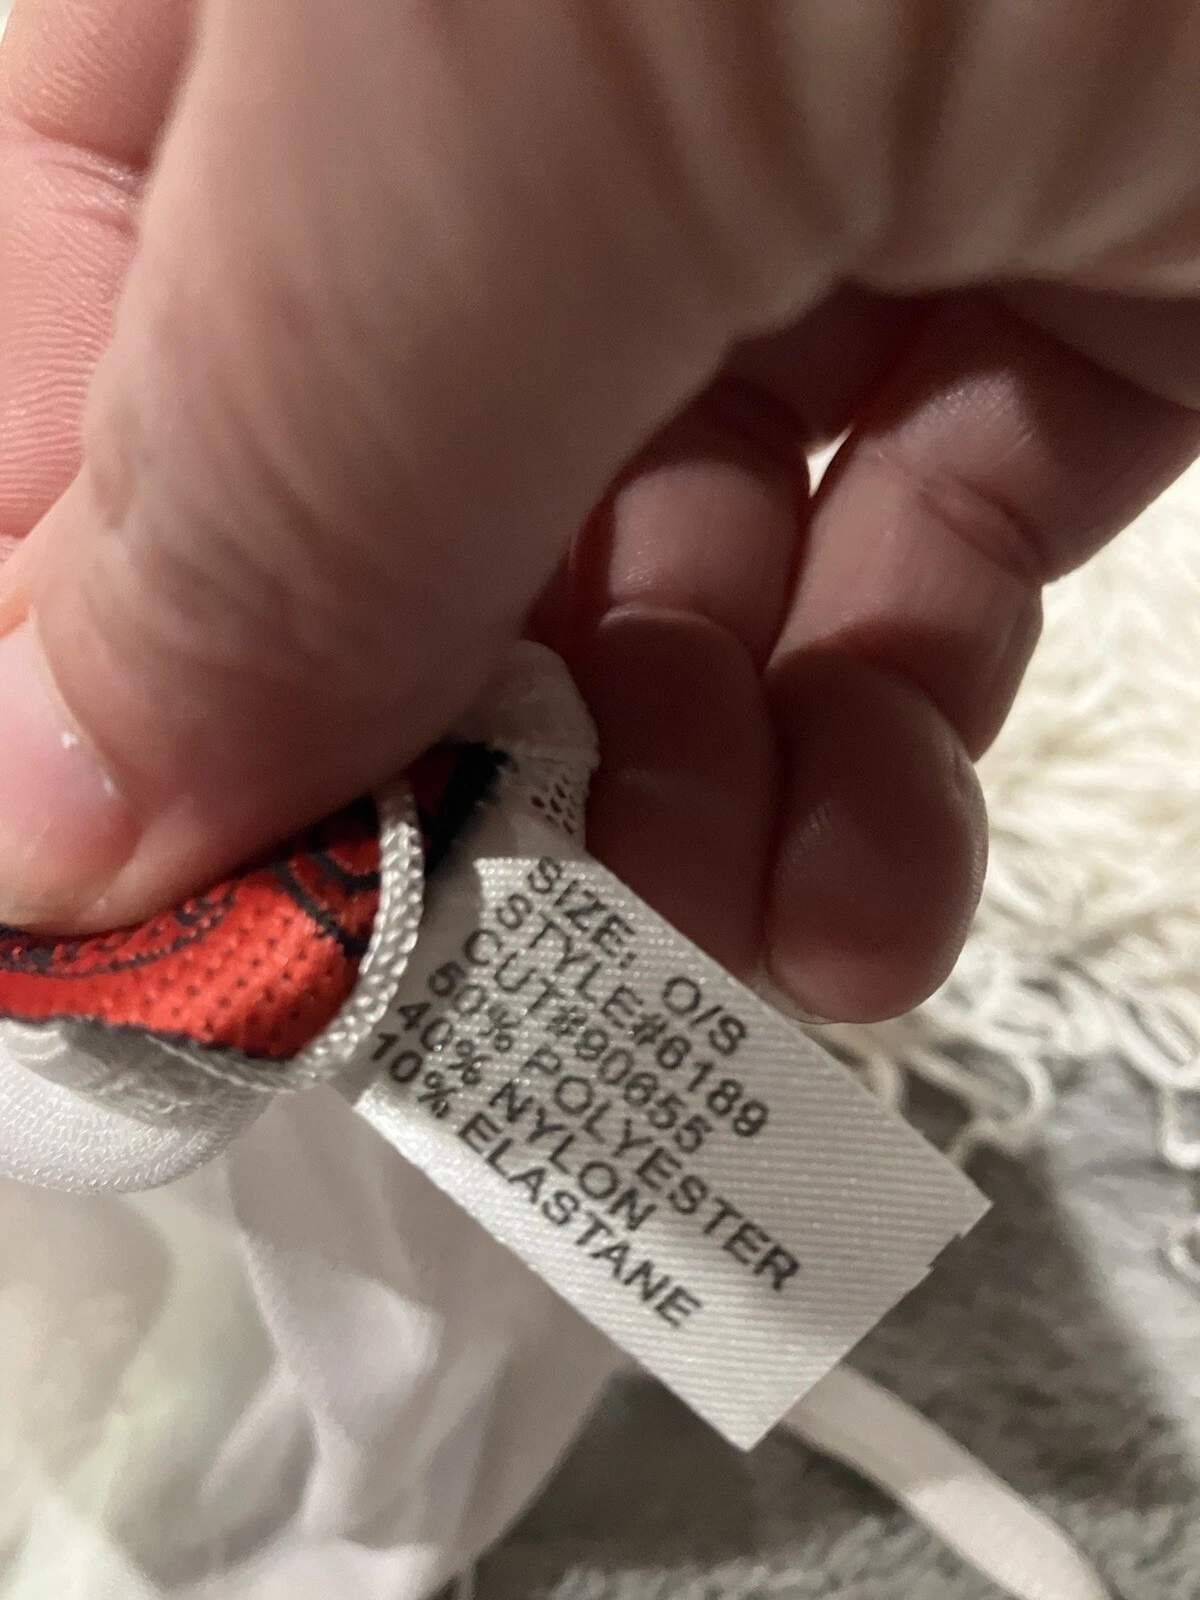 SIZE: O/S
STYLE#6189
CUT#90655
50% POLYESTER
40% NYLON
10% ELASTANE